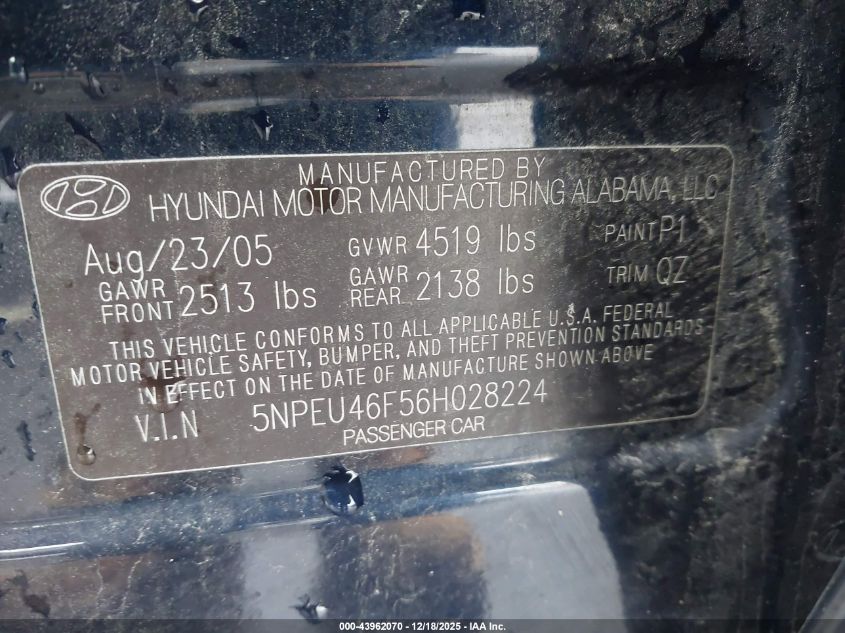 MANUFACTURED BY
HYUNDAI MOTOR MANUFACTURING ALABAMA, LLC
Aug/23/05 GVWR 4519 lbs PAINT P1
GAWR FRONT 2513 lbs GAWR REAR 2138 lbs TRIM QZ
THIS VEHICLE CONFORMS TO ALL APPLICABLE U.S.A. FEDERAL
MOTOR VEHICLE SAFETY, BUMPER, AND THEFT PREVENTION STANDARDS
IN EFFECT ON THE DATE OF MANUFACTURE SHOWN ABOVE
V.I.N 5NPEU46F56H028224
PASSENGER CAR
000-43962070 - 12/18/2025 - IAA Inc.